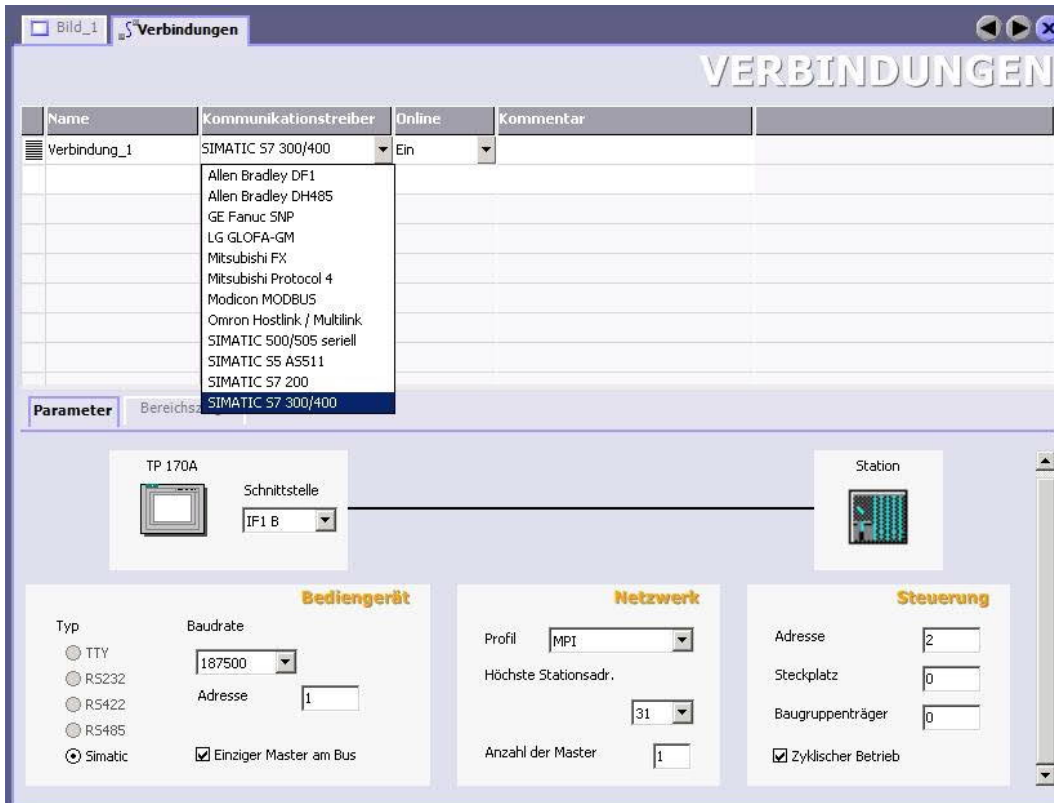 Bild_1
Verbindungen
VERBINDUNGEN
Name Kommunikationstreiber Online Kommentar
Verbindung_1 SIMATIC S7 300/400 Ein
Allen Bradley DF1
Allen Bradley DH485
GE Fanuc SNP
LG GLOFA-GM
Mitsubishi FX
Mitsubishi Protocol 4
Modicon MODBUS
Omron Hostlink / Multilink
SIMATIC 500/505 seriell
SIMATIC S5 AS511
SIMATIC S7 200
SIMATIC S7 300/400
Parameter
TP 170A
Schnittstelle
IF1 B
Station
Bediengerät
Typ
TTY
RS232
RS422
RS485
Simatic
Baudrate
187500
Adresse 1
Einziger Master am Bus
Netzwerk
Profil MPI
Höchste Stationsadr.
31
Anzahl der Master 1
Steuerung
Adresse 2
Steckplatz 0
Baugruppenträger 0
Zyklischer Betrieb